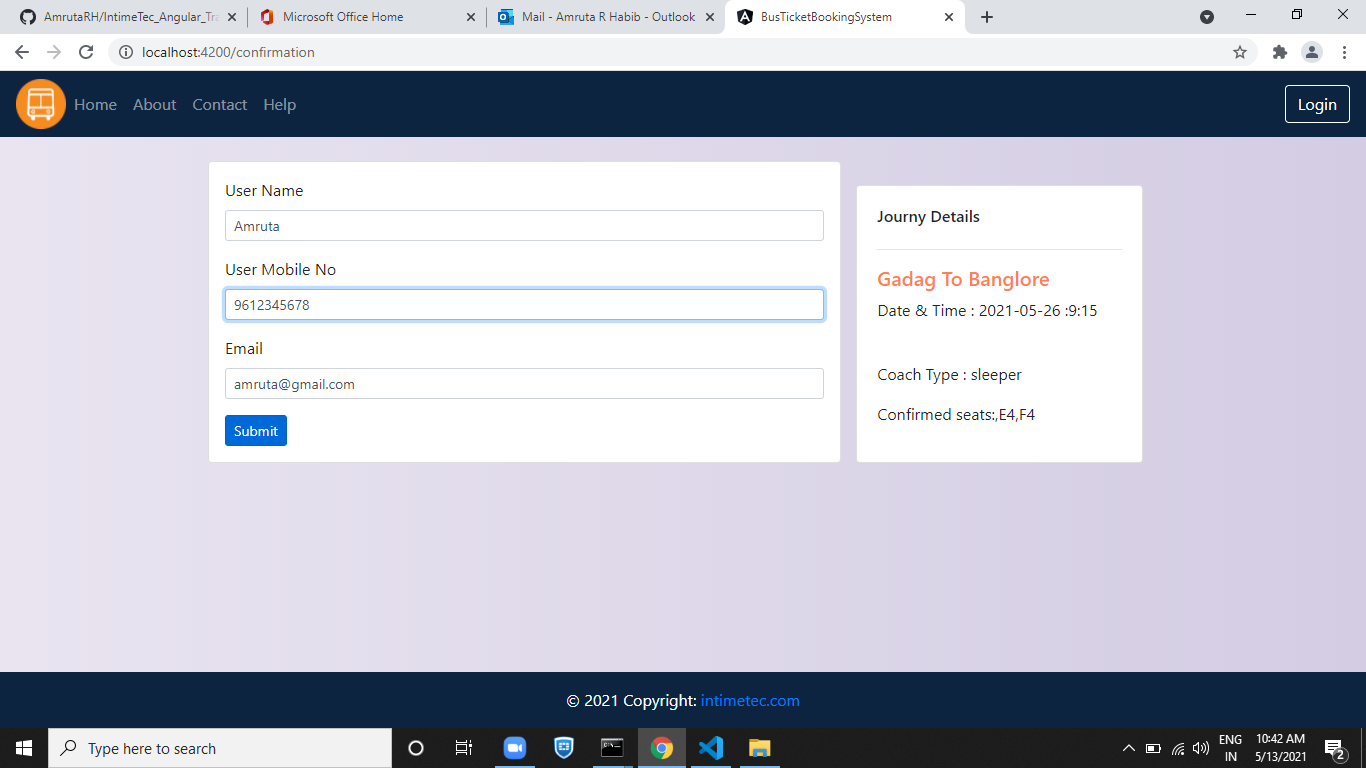 AmrutaRH/IntimeTec_Angular_Tra
Microsoft Office Home
Mail - Amruta R Habib - Outlook
BusTicketBookingSystem
localhost:4200/confirmation
Home About Contact Help
Login
User Name
Amruta
User Mobile No
9612345678
Email
amruta@gmail.com
Submit
Journy Details
Gadag To Banglore
Date & Time : 2021-05-26 :9:15
Coach Type : sleeper
Confirmed seats:,E4,F4
© 2021 Copyright: intimetec.com
Type here to search
ENG
IN
10:42 AM
5/13/2021
2